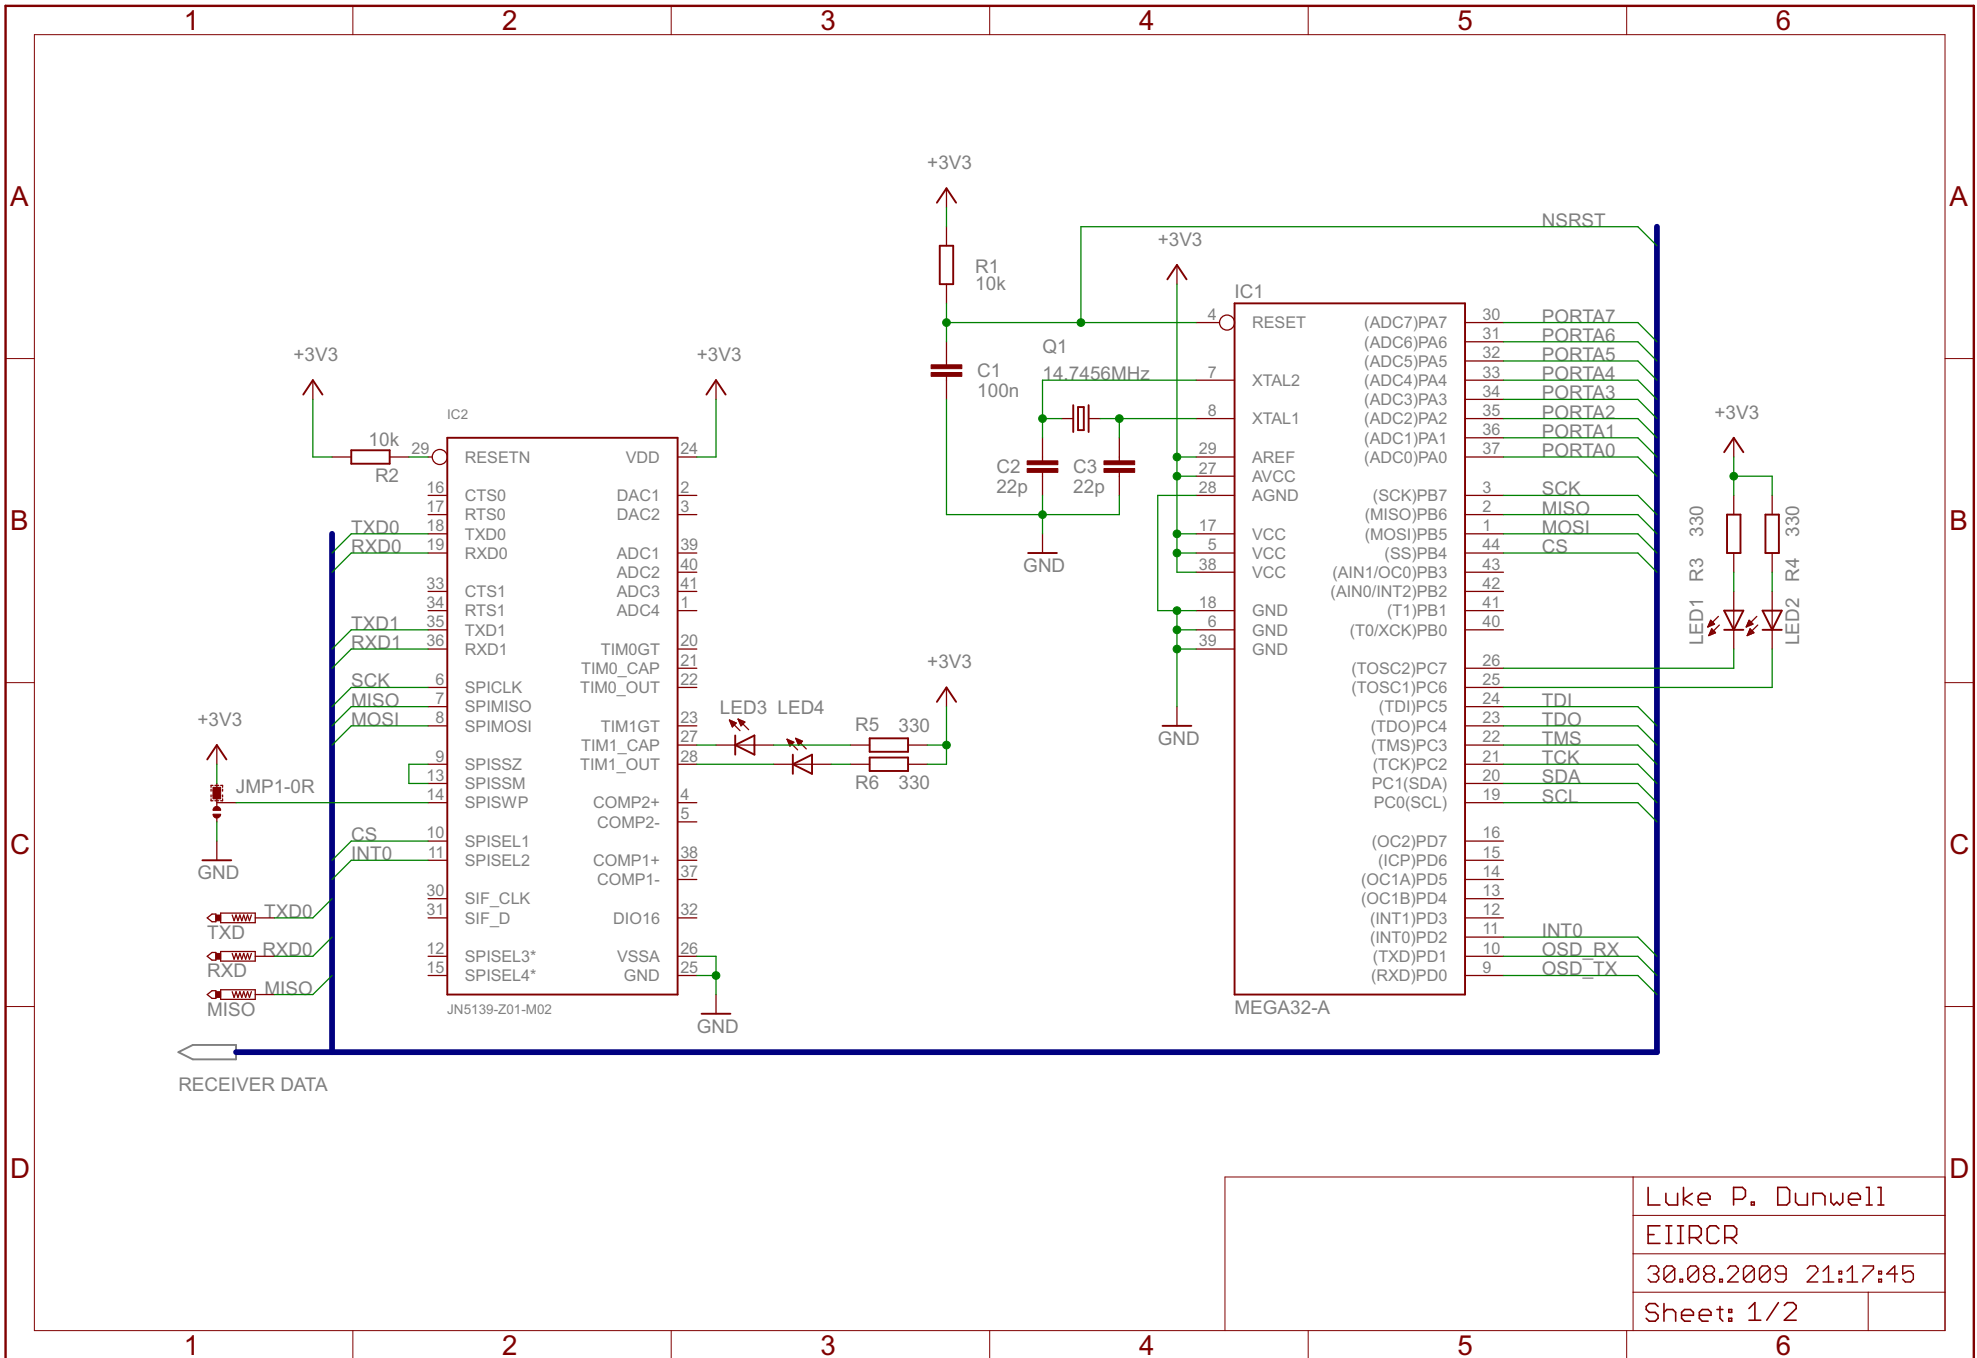 1 2 3 4 5 6
A A
B B
C C
D D
+3V3
R1
10k
C1
100n
+3V3
NSRST
Q1
14.7456MHz
C2
22p
C3
22p
GND
GND
+3V3
+3V3
10k
R2
IC2
29 RESETN
16 CTS0
17 RTS0
TXD0 18 TXD0
RXD0 19 RXD0
33 CTS1
34 RTS1
TXD1 35 TXD1
RXD1 36 RXD1
SCK 6 SPICLK
MISO 7 SPIMISO
MOSI 8 SPIMOSI
9 SPISSZ
13 SPISSM
14 SPISWP
CS 10 SPISEL1
INT0 11 SPISEL2
30 SIF_CLK
31 SIF_D
12 SPISEL3*
15 SPISEL4*
VDD 24
DAC1 2
DAC2 3
ADC1 39
ADC2 40
ADC3 41
ADC4 1
TIM0GT 20
TIM0_CAP 21
TIM0_OUT 22
TIM1GT 23
TIM1_CAP 27
TIM1_OUT 28
COMP2+ 4
COMP2- 5
COMP1+ 38
COMP1- 37
DIO16 32
VSSA 26
GND 25
JN5139-Z01-M02
GND
+3V3
JMP1-0R
GND
TXD0
TXD
RXD0
RXD
MISO
MISO
RECEIVER DATA
LED3 LED4
R5 330
R6 330
+3V3
IC1
4 RESET
7 XTAL2
8 XTAL1
29 AREF
27 AVCC
28 AGND
17 VCC
5 VCC
38 VCC
18 GND
6 GND
39 GND
(ADC7)PA7 30 PORTA7
(ADC6)PA6 31 PORTA6
(ADC5)PA5 32 PORTA5
(ADC4)PA4 33 PORTA4
(ADC3)PA3 34 PORTA3
(ADC2)PA2 35 PORTA2
(ADC1)PA1 36 PORTA1
(ADC0)PA0 37 PORTA0
(SCK)PB7 3 SCK
(MISO)PB6 2 MISO
(MOSI)PB5 1 MOSI
(SS)PB4 44 CS
(AIN1/OC0)PB3 43
(AIN0/INT2)PB2 42
(T1)PB1 41
(T0/XCK)PB0 40
(TOSC2)PC7 26
(TOSC1)PC6 25
(TDI)PC5 24 TDI
(TDO)PC4 23 TDO
(TMS)PC3 22 TMS
(TCK)PC2 21 TCK
PC1(SDA) 20 SDA
PC0(SCL) 19 SCL
(OC2)PD7 16
(ICP)PD6 15
(OC1A)PD5 14
(OC1B)PD4 13
(INT1)PD3 12
(INT0)PD2 11 INT0
(TXD)PD1 10 OSD_RX
(RXD)PD0 9 OSD_TX
MEGA32-A
+3V3
R3 330
R4 330
LED1
LED2
Luke P. Dunwell
EIIRCR
30.08.2009 21:17:45
Sheet: 1/2
1 2 3 4 5 6